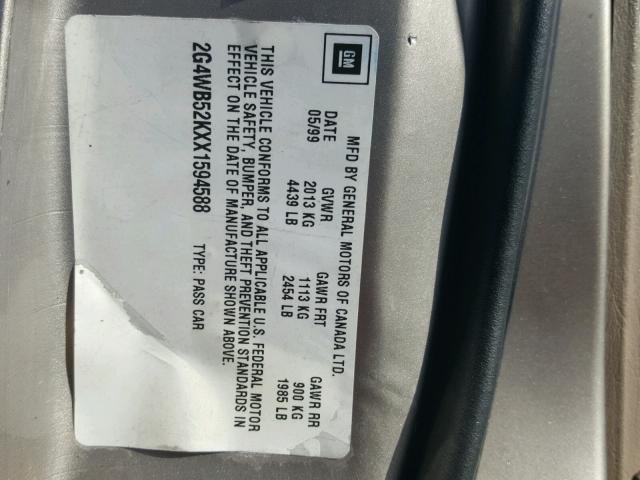 GM
MFD BY GENERAL MOTORS OF CANADA LTD.
DATE GVWR GAWR FRT GAWR RR
05/99 2013 KG 1113 KG 900 KG
4439 LB 2454 LB 1985 LB
THIS VEHICLE CONFORMS TO ALL APPLICABLE U.S. FEDERAL MOTOR
VEHICLE SAFETY, BUMPER, AND THEFT PREVENTION STANDARDS IN
EFFECT ON THE DATE OF MANUFACTURE SHOWN ABOVE.
2G4WB52KXX1594588 TYPE: PASS CAR